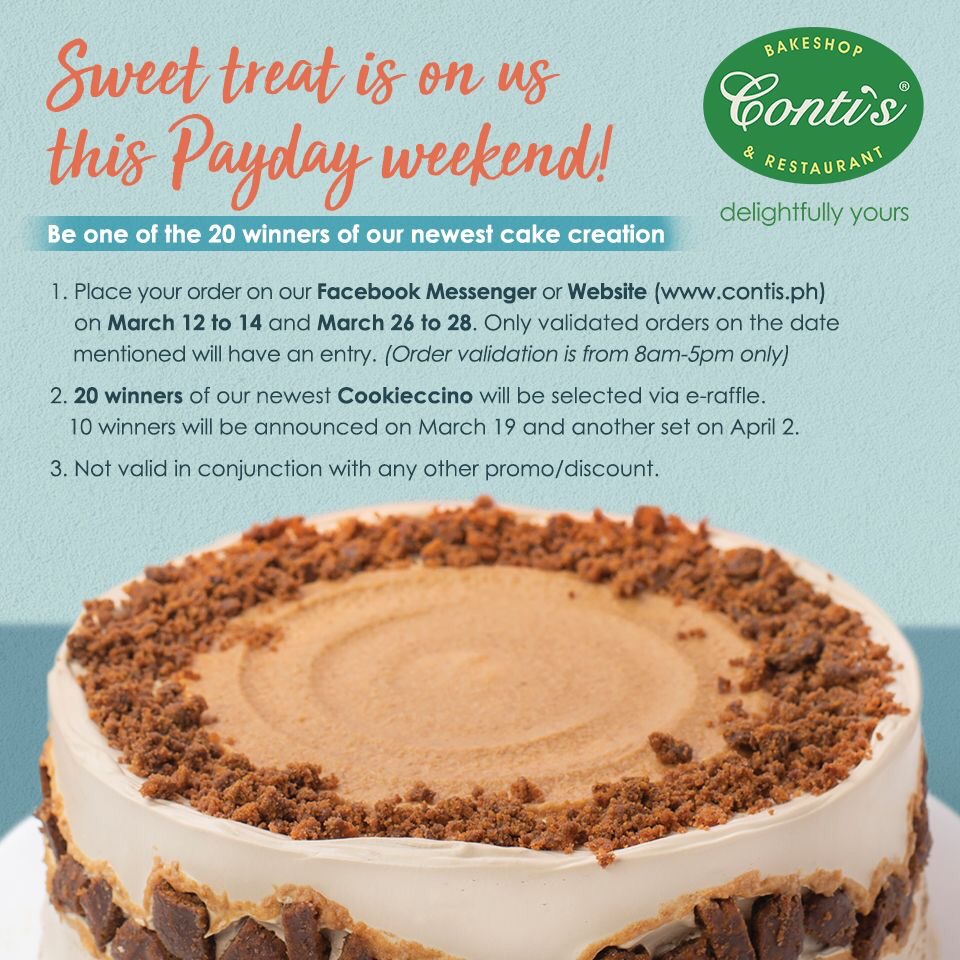 Sweet treat is on us
this Payday weekend!
BAKESHOP
Conti's®
& RESTAURANT
delightfully yours
Be one of the 20 winners of our newest cake creation
1. Place your order on our Facebook Messenger or Website (www.contis.ph)
on March 12 to 14 and March 26 to 28. Only validated orders on the date
mentioned will have an entry. (Order validation is from 8am-5pm only)
2. 20 winners of our newest Cookieccino will be selected via e-raffle.
10 winners will be announced on March 19 and another set on April 2.
3. Not valid in conjunction with any other promo/discount.